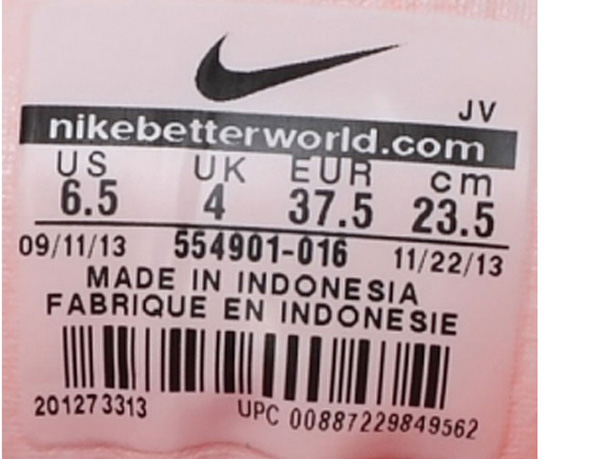 JV
nikebetterworld.com
US UK EUR cm
6.5 4 37.5 23.5
09/11/13 554901-016 11/22/13
MADE IN INDONESIA
FABRIQUE EN INDONESIE
201273313 UPC 00887229849562